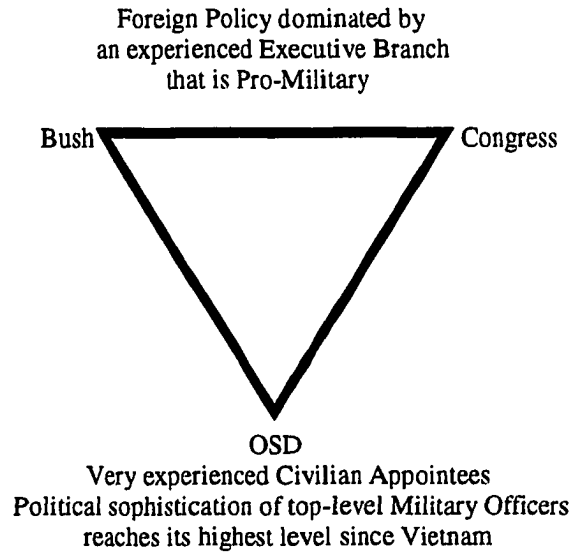 Foreign Policy dominated by
an experienced Executive Branch
that is Pro-Military
Bush
Congress
OSD
Very experienced Civilian Appointees
Political sophistication of top-level Military Officers
reaches its highest level since Vietnam